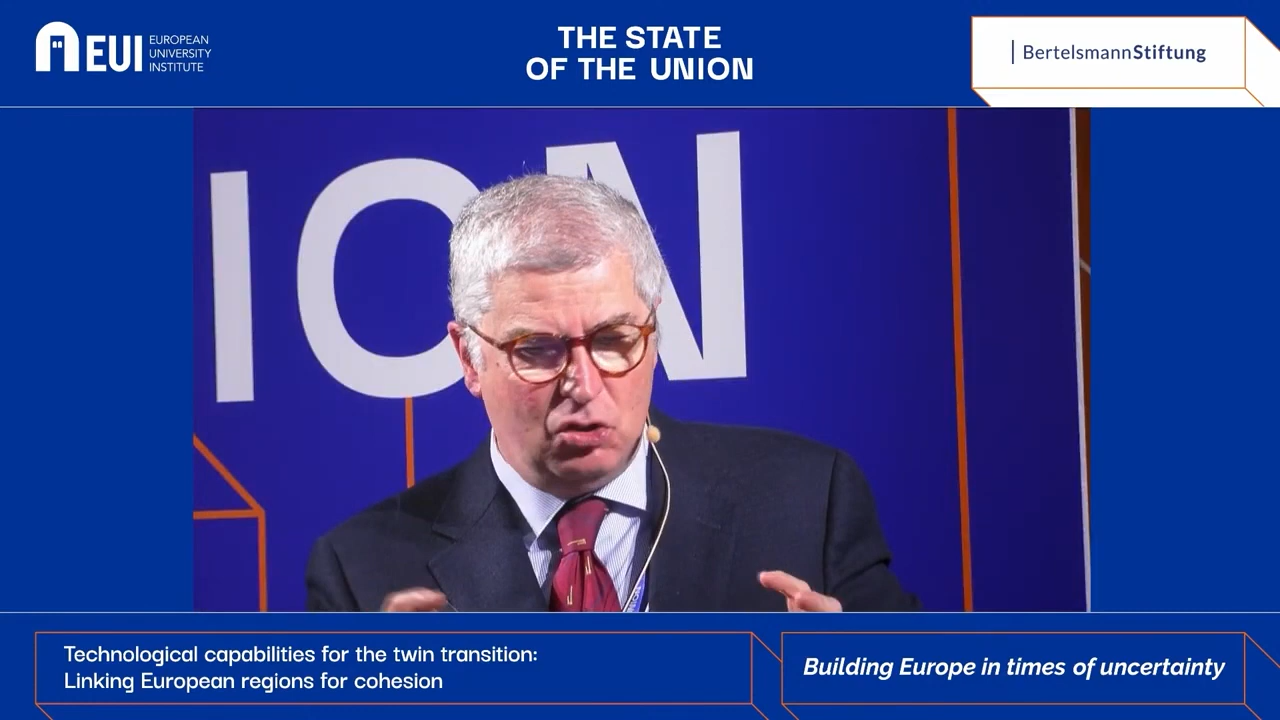 EUI
EUROPEAN
UNIVERSITY
INSTITUTE
THE STATE
OF THE UNION
BertelsmannStiftung
ION
Technological capabilities for the twin transition:
Linking European regions for cohesion
Building Europe in times of uncertainty